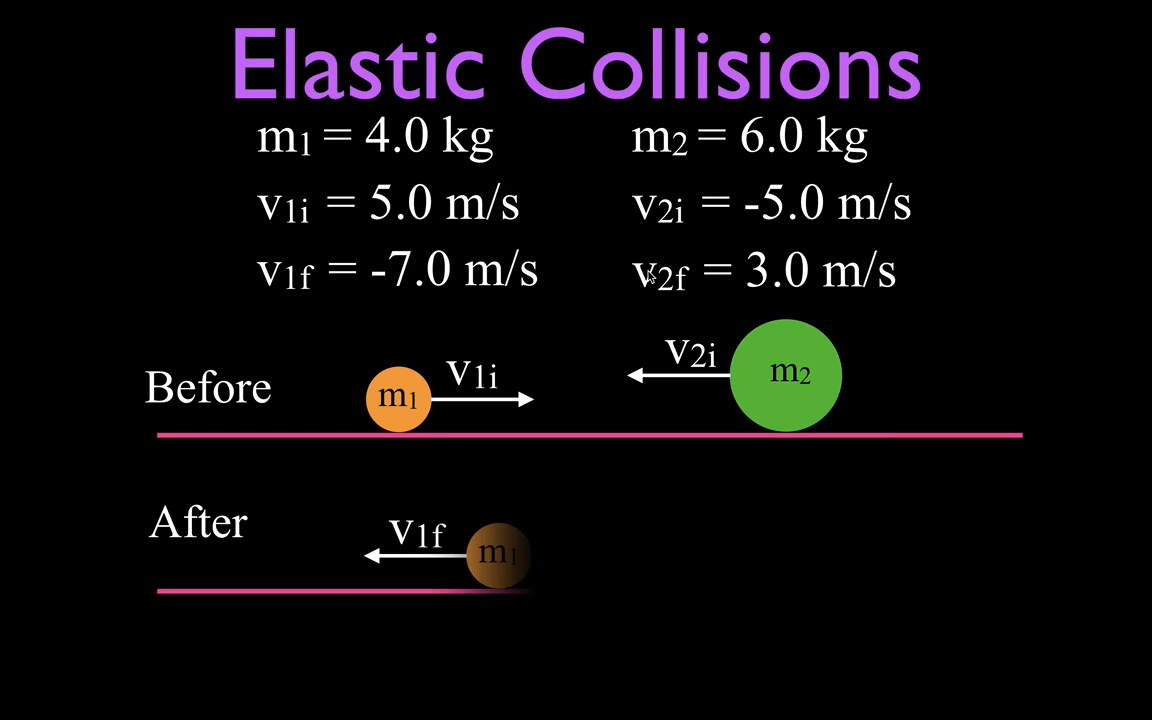 Elastic Collisions
m1 = 4.0 kg m2 = 6.0 kg
v1i = 5.0 m/s v2i = -5.0 m/s
v1f = -7.0 m/s v2f = 3.0 m/s
Before m1 v1i v2i m2
After v1f m1